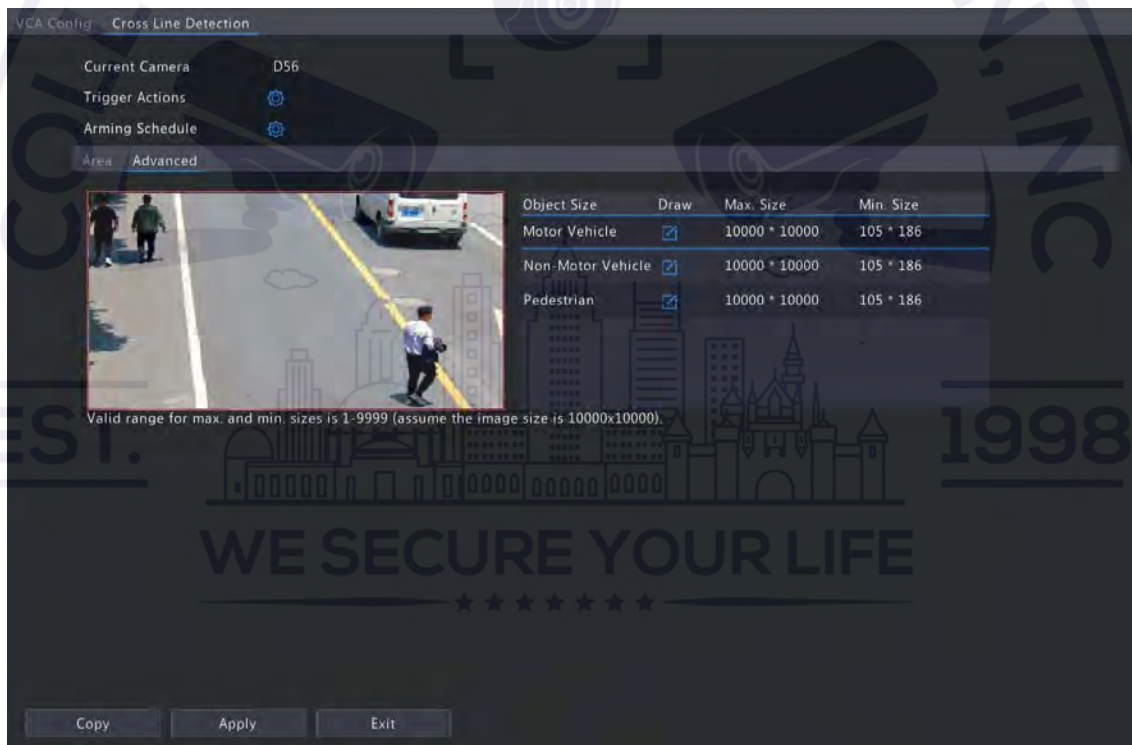 VCA Config Cross Line Detection
Current Camera D56
Trigger Actions
Arming Schedule
Area Advanced
Object Size Draw Max. Size Min. Size
Motor Vehicle 10000 * 10000 105 * 186
Non-Motor Vehicle 10000 * 10000 105 * 186
Pedestrian 10000 * 10000 105 * 186
Valid range for max. and min. sizes is 1-9999 (assume the image size is 10000x10000).
EST. 1998
WE SECURE YOUR LIFE
Copy Apply Exit